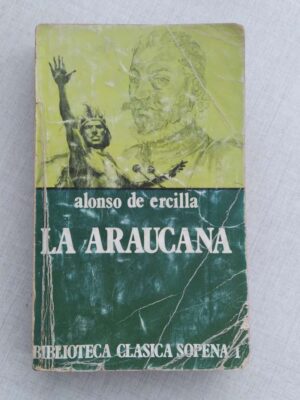 alonso de ercilla
LA ARAUCANA
BIBLIOTECA CLASICA SOPENA 1